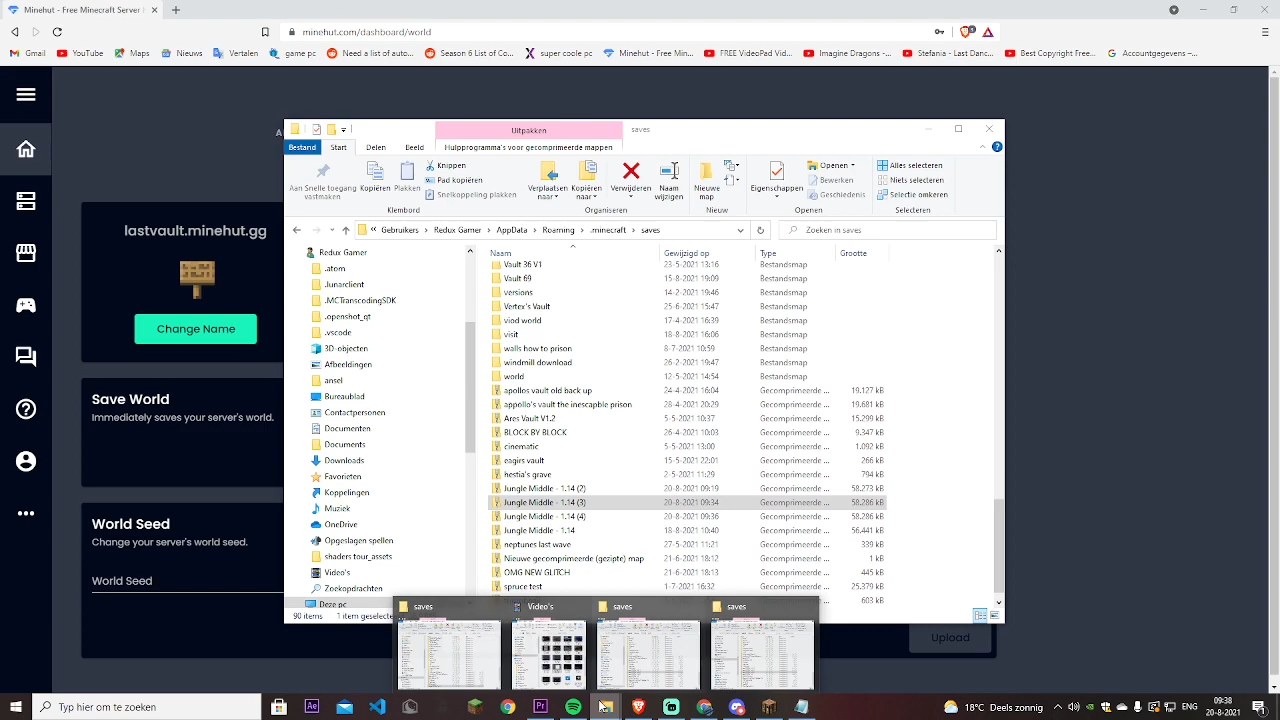 Minehut - Free Minecraft Server
minehut.com/dashboard/world
Gmail YouTube Maps Nieuws Vertalen game pc Need a list of auto... Season 6 List of Co... super coole pc Minehut - Free Min... FREE VideoPad Vid... Imagine Dragons -... Stefania - Last Danc... Best Copyright Free... Accountgegevens –...
lastvault.minehut.gg
Change Name
Save World
Immediately saves your server's world.
World Seed
Change your server's world seed.
World Seed
Upload
Uitpakken saves
Bestand Start Delen Beeld Hulpprogramma's voor gecomprimeerde mappen
Aan Snelle toegang vastmaken
Kopiëren
Plakken
Knippen
Pad kopiëren
Snelkoppeling plakken
Klembord
Verplaatsen naar
Kopiëren naar
Verwijderen
Naam wijzigen
Organiseren
Nieuwe map
Nieuw
Eigenschappen
Openen
Bewerken
Geschiedenis
Openen
Alles selecteren
Niets selecteren
Selectie omkeren
Selecteren
« Gebruikers > Redux Gamer > AppData > Roaming > .minecraft > saves
Zoeken in saves
Redux Gamer
.atom
.Junarclient
.MCTranscodingSDK
.openshot_qt
.vscode
3D-objecten
Afbeeldingen
ansel
Bureaublad
Contactpersonen
Documenten
Documents
Downloads
Favorieten
Koppelingen
Muziek
OneDrive
Opgeslagen spellen
shaders tour_assets
Video's
Zoekopdrachten
Deze pc
Naam Gewijzigd op Type Grootte
Vault 36 V1 23-5-2021 13:16 Bestandsmap
Vault 69 15-8-2021 19:09 Bestandsmap
versions 14-2-2021 19:46 Bestandsmap
Vertex's Vault 25-6-2021 15:47 Bestandsmap
viod world 17-4-2021 16:39 Bestandsmap
visit 18-8-2021 16:06 Bestandsmap
walls how to prison 8-7-2021 10:59 Bestandsmap
windmill download 26-2-2021 19:47 Bestandsmap
world 12-5-2021 14:54 Bestandsmap
apollos vault old back up 24-4-2021 16:04 Gecomprimeerde ... 19.127 kB
appollo's vault the inescapble prison 28-4-2021 20:29 Gecomprimeerde ... 19.681 kB
Ares Vault V1.2 5-5-2021 10:37 Gecomprimeerde ... 15.299 kB
BLOCK BY BLOCK 26-4-2021 10:03 Gecomprimeerde ... 9.347 kB
cinematic 5-5-2021 13:00 Gecomprimeerde ... 1.092 kB
eagris vault 15-5-2021 22:01 Gecomprimeerde ... 266 kB
hestia's grave 2-5-2021 11:29 Gecomprimeerde ... 794 kB
Jungle Middle - 1.14 (2) 20-8-2021 09:19 Gecomprimeerde ... 58.273 kB
Jungle Middle - 1.14 (3) 20-8-2021 09:34 Gecomprimeerde ... 58.286 kB
Jungle Middle - 1.14 (4) 20-8-2021 09:36 Gecomprimeerde ... 58.286 kB
Jungle Middle - 1.14 18-8-2021 10:40 Gecomprimeerde ... 56.441 kB
neptunes last wave 27-5-2021 11:21 Gecomprimeerde ... 339 kB
Nieuwe gecomprimeerde (gezipte) map 21-6-2021 18:12 Gecomprimeerde ... 1 kB
OMG NEW GLITCH 21-6-2021 18:13 Gecomprimeerde ... 445 kB
spruce test 1-7-2021 16:32 Gecomprimeerde ... 25.379 kB
603 kB
90 items 1 item geselecteerd
saves Video's saves saves
Typ hier om te zoeken
18°C Deels zonnig
09:38
20-8-2021